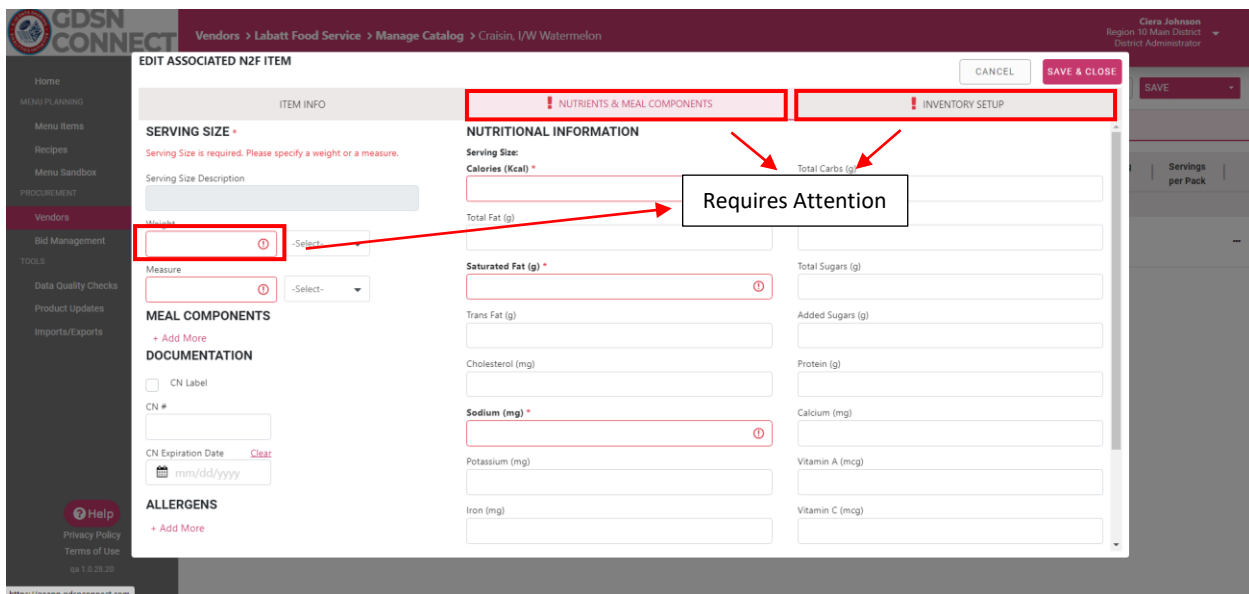 GDSN
CONNECT
Vendors > Labatt Food Service > Manage Catalog > Craisin, I/W Watermelon
Ciera Johnson
Region 10 Main District
District Administrator
EDIT ASSOCIATED N2F ITEM
CANCEL
SAVE & CLOSE
SAVE
Home
MENU PLANNING
Menu Items
Recipes
Menu Sandbox
PROCUREMENT
Vendors
Bid Management
TOOLS
Data Quality Checks
Product Updates
Imports/Exports
Help
Privacy Policy
Terms of Use
qa 1.0.28.20
ITEM INFO
NUTRIENTS & MEAL COMPONENTS
INVENTORY SETUP
SERVING SIZE *
Serving Size is required. Please specify a weight or a measure.
Serving Size Description
Weight
-Select-
Measure
-Select-
MEAL COMPONENTS
+ Add More
DOCUMENTATION
CN Label
CN #
CN Expiration Date Clear
mm/dd/yyyy
ALLERGENS
+ Add More
NUTRITIONAL INFORMATION
Serving Size:
Calories (Kcal) *
Total Carbs (g)
Requires Attention
Total Fat (g)
Saturated Fat (g) *
Total Sugars (g)
Trans Fat (g)
Added Sugars (g)
Cholesterol (mg)
Protein (g)
Sodium (mg) *
Calcium (mg)
Potassium (mg)
Vitamin A (mcg)
Iron (mg)
Vitamin C (mcg)
Servings
per Pack